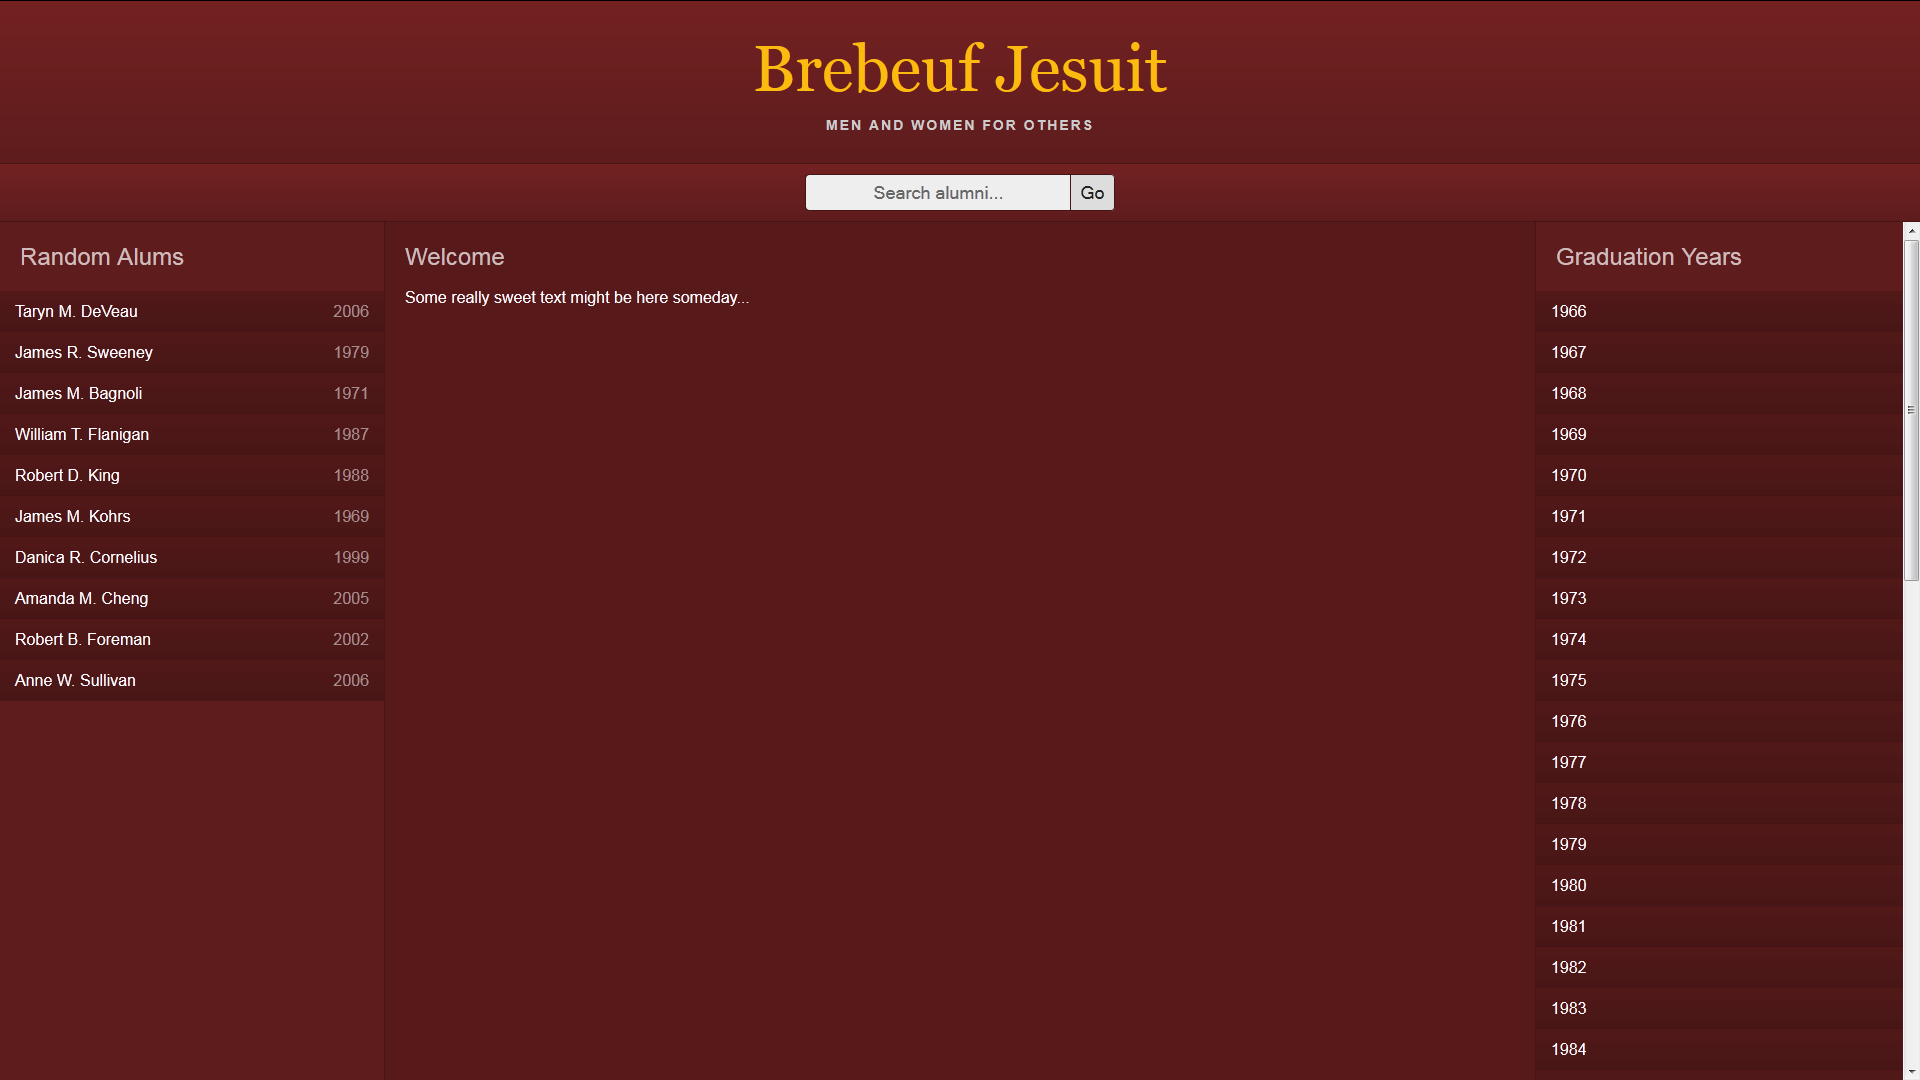 Brebeuf Jesuit
MEN AND WOMEN FOR OTHERS
Search alumni...
Go
Random Alums
Taryn M. DeVeau 2006
James R. Sweeney 1979
James M. Bagnoli 1971
William T. Flanigan 1987
Robert D. King 1988
James M. Kohrs 1969
Danica R. Cornelius 1999
Amanda M. Cheng 2005
Robert B. Foreman 2002
Anne W. Sullivan 2006
Welcome
Some really sweet text might be here someday...
Graduation Years
1966
1967
1968
1969
1970
1971
1972
1973
1974
1975
1976
1977
1978
1979
1980
1981
1982
1983
1984